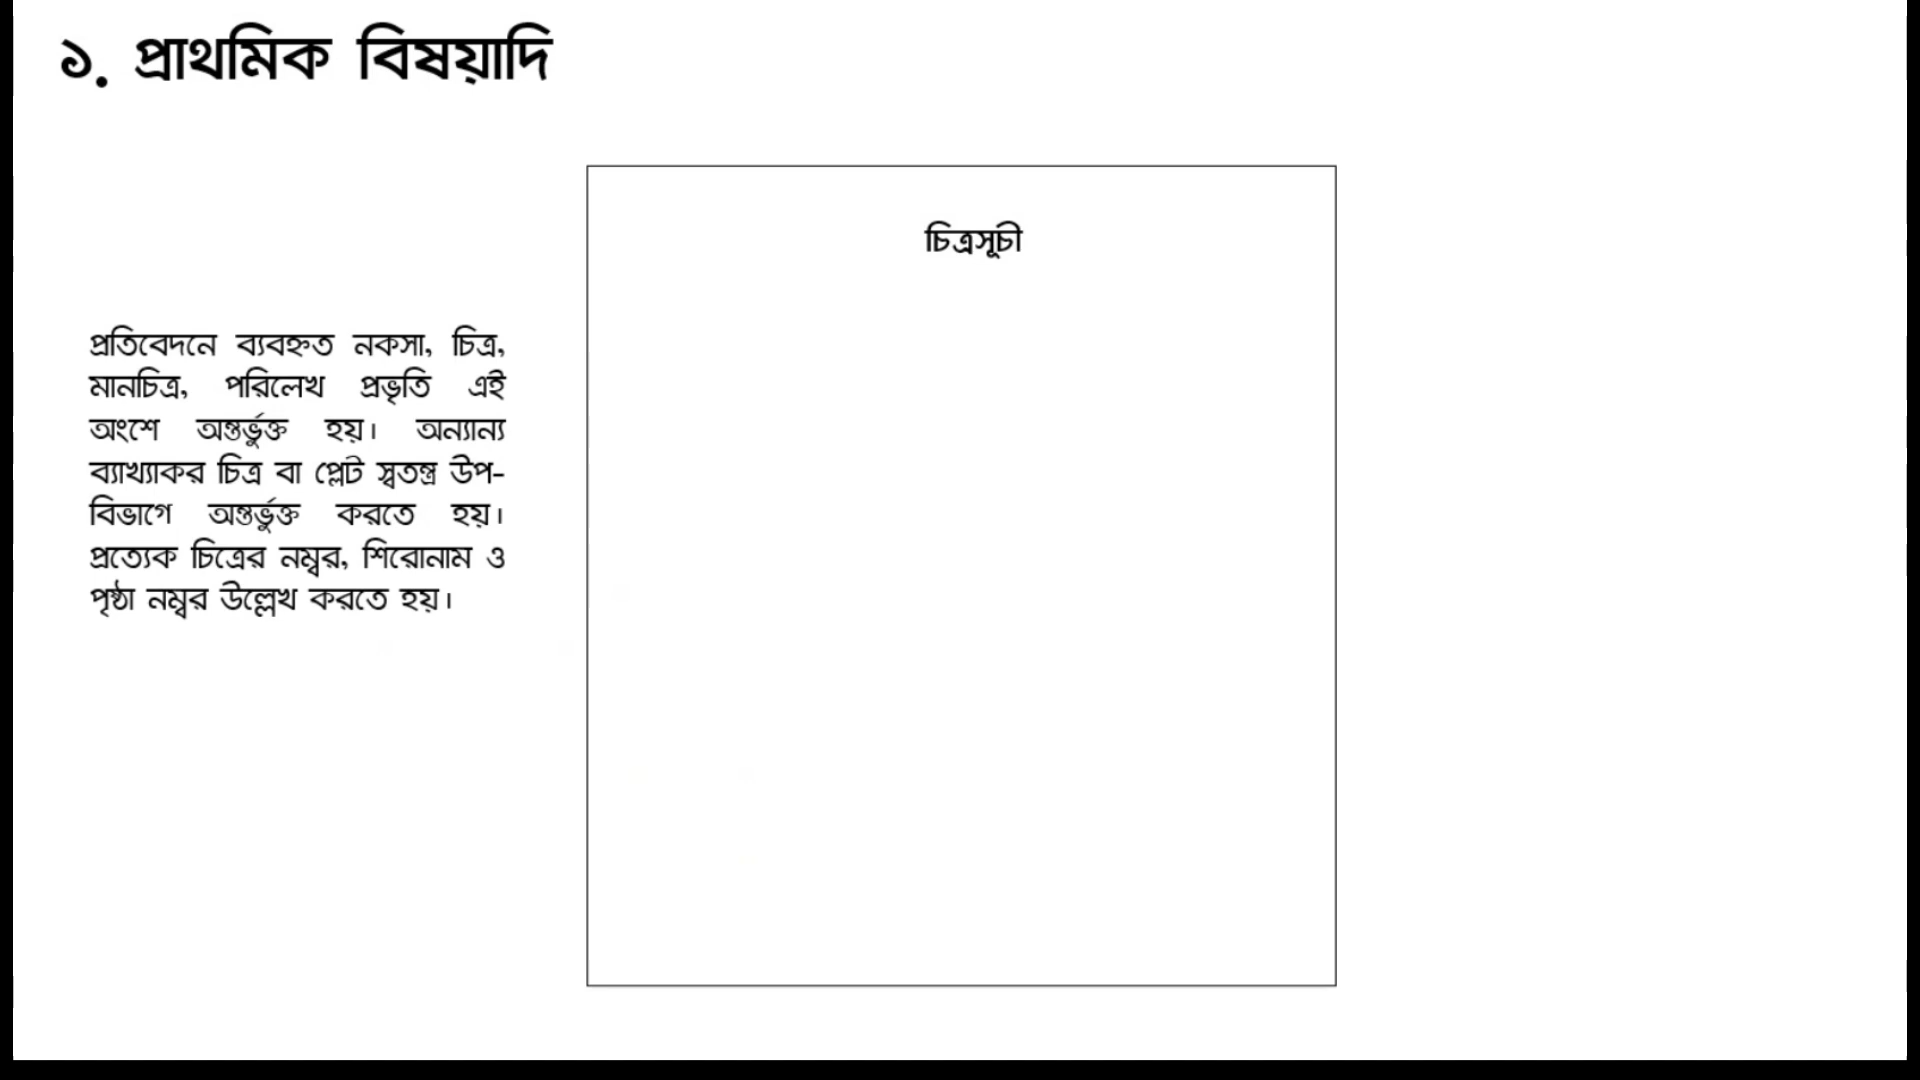 ১. প্রাথমিক বিষয়াদি
চিত্রসূচী
প্রতিবেদনে ব্যবহৃত নকসা, চিত্র,
মানচিত্র, পরিলেখ প্রভৃতি এই
অংশে অন্তর্ভুক্ত হয়। অন্যান্য
ব্যাখ্যাকর চিত্র বা প্লেট স্বতন্ত্র উপ-
বিভাগে অন্তর্ভুক্ত করতে হয়।
প্রত্যেক চিত্রের নম্বর, শিরোনাম ও
পৃষ্ঠা নম্বর উল্লেখ করতে হয়।